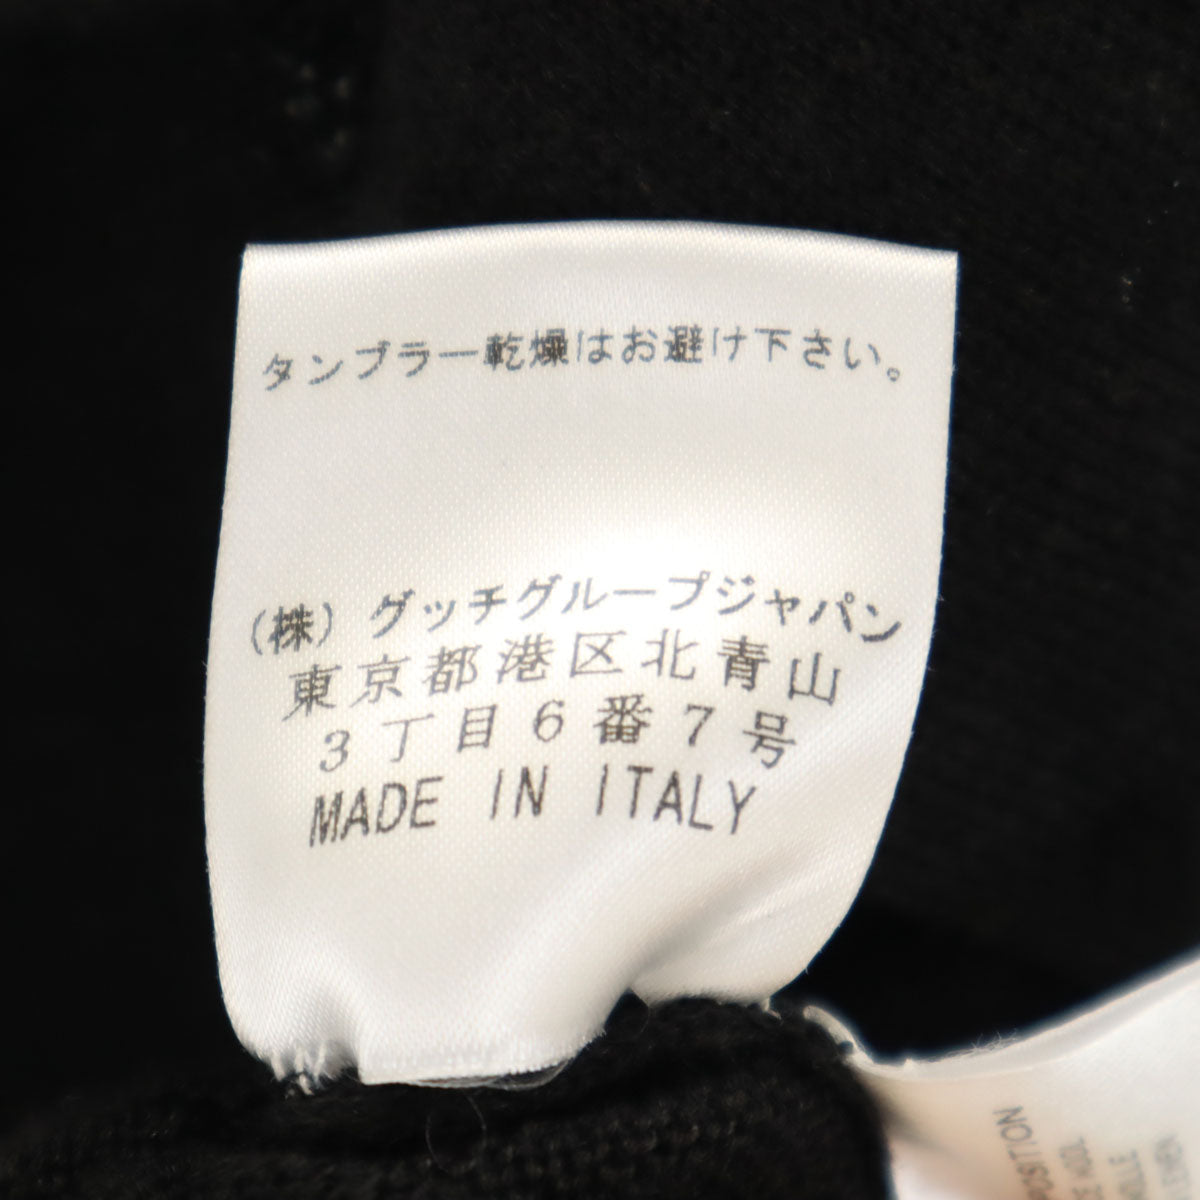 タンブラー乾燥はお避け下さい。
(株) グッチグループジャパン
東京都港区北青山
3丁目6番7号
MADE IN ITALY